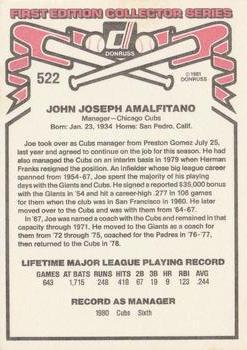 FIRST EDITION COLLECTOR SERIES
DONRUSS
522
© 1981
DONRUSS
JOHN JOSEPH AMALFITANO
Manager—Chicago Cubs
Born: Jan. 23, 1934 Home: San Pedro, Calif.
Joe took over as Cubs manager from Preston Gomez July 25,
last year and agreed to continue on the job for this season. He had
also managed the Cubs on an interim basis in 1979 when Herman
Franks resigned the position. An infielder whose big league career
spanned from 1954-67, Joe spent the majority of his playing
days with the Giants and Cubs. He signed a reported $35,000 bonus
with the Giants in '54 and hit a career-high .277 in 106 games
from them when the club was in San Francisco in 1960. He later
moved over to the Cubs and was with them from '64-67.
In '67, Joe was named a coach with the Cubs and remained in
that capacity through 1971. He moved to the Giants as a coach for
them from '72 through '75, coached for the Padres in '76-77,
then returned to the Cubs in '78.
LIFETIME MAJOR LEAGUE PLAYING RECORD
GAMES AT BATS RUNS HITS 2B 3B HR RBI AVG
643 1,715 248 418 67 19 9 123 .244
RECORD AS MANAGER
1980 Cubs Sixth